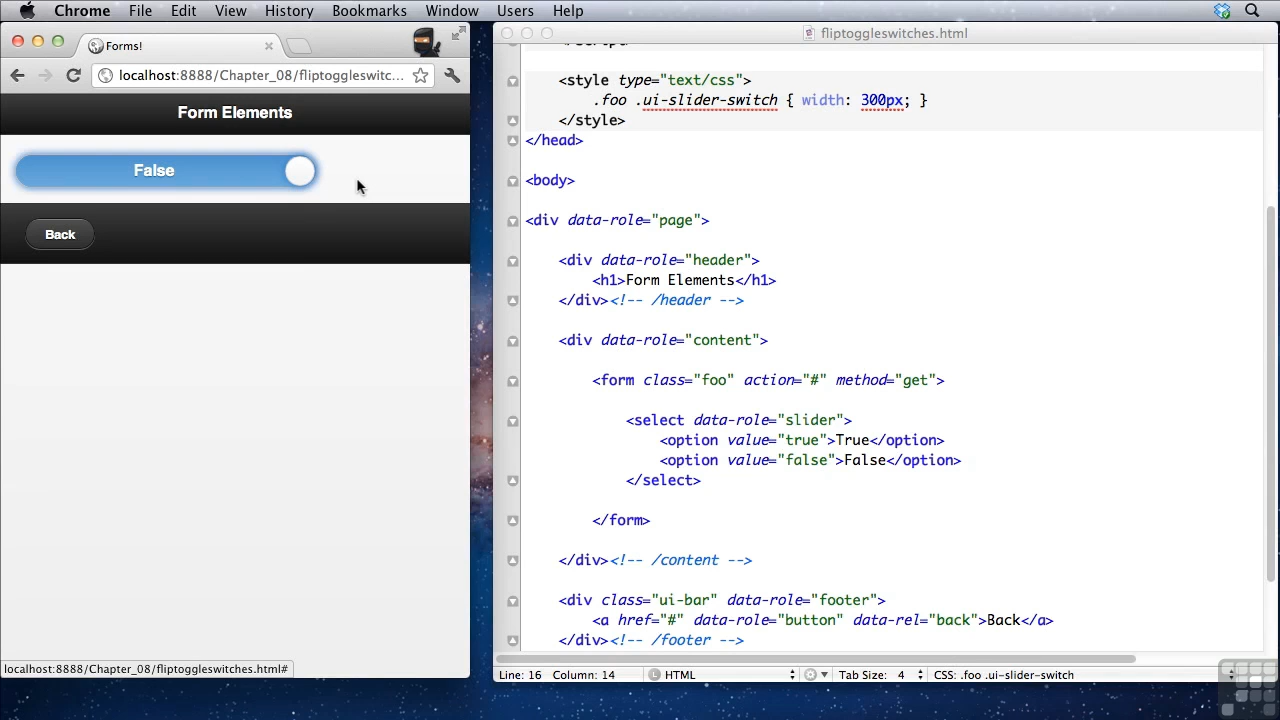 Chrome File Edit View History Bookmarks Window Users Help
Forms!
localhost:8888/Chapter_08/fliptoggleswitc...
Form Elements
False
Back
localhost:8888/Chapter_08/fliptoggleswitches.html#
fliptoggleswitches.html
<style type="text/css">
.foo .ui-slider-switch { width: 300px; }
</style>
</head>
<body>
<div data-role="page">
<div data-role="header">
<h1>Form Elements</h1>
</div><!-- /header -->
<div data-role="content">
<form class="foo" action="#" method="get">
<select data-role="slider">
<option value="true">True</option>
<option value="false">False</option>
</select>
</form>
</div><!-- /content -->
<div class="ui-bar" data-role="footer">
<a href="#" data-role="button" data-rel="back">Back</a>
</div><!-- /footer -->
Line: 16 Column: 14 L HTML Tab Size: 4 CSS: .foo .ui-slider-switch